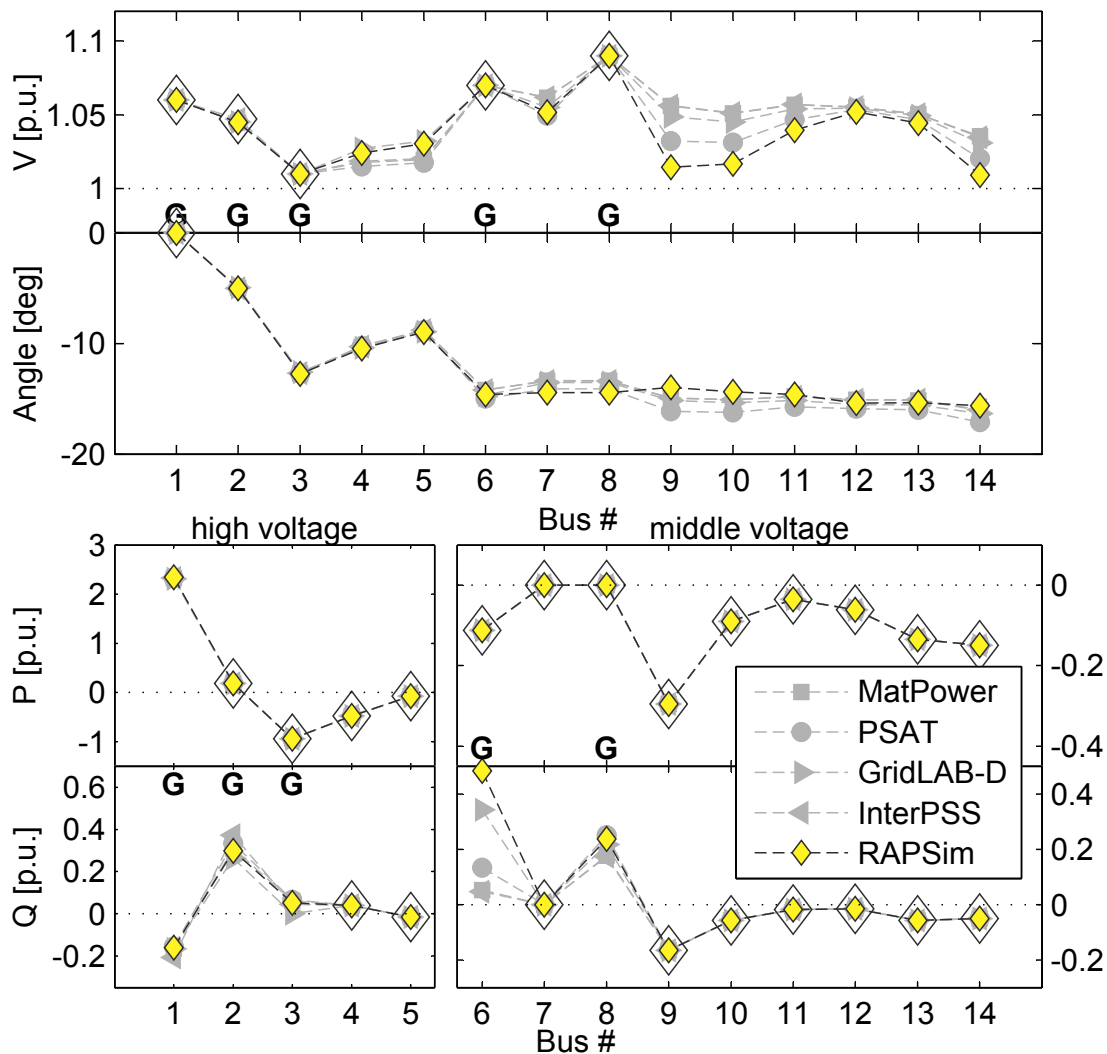 1.1
1.05
1
V [p.u.]
G G G G G
0
-10
-20
Angle [deg]
1 2 3 4 5 6 7 8 9 10 11 12 13 14
Bus #
high voltage middle voltage
3
2
1
0
-1
P [p.u.]
0
-0.2
-0.4
G G
G G G
0.6
0.4
0.2
0
-0.2
Q [p.u.]
0.4
0.2
0
-0.2
MatPower
PSAT
GridLAB-D
InterPSS
RAPSim
1 2 3 4 5 6 7 8 9 10 11 12 13 14
Bus #